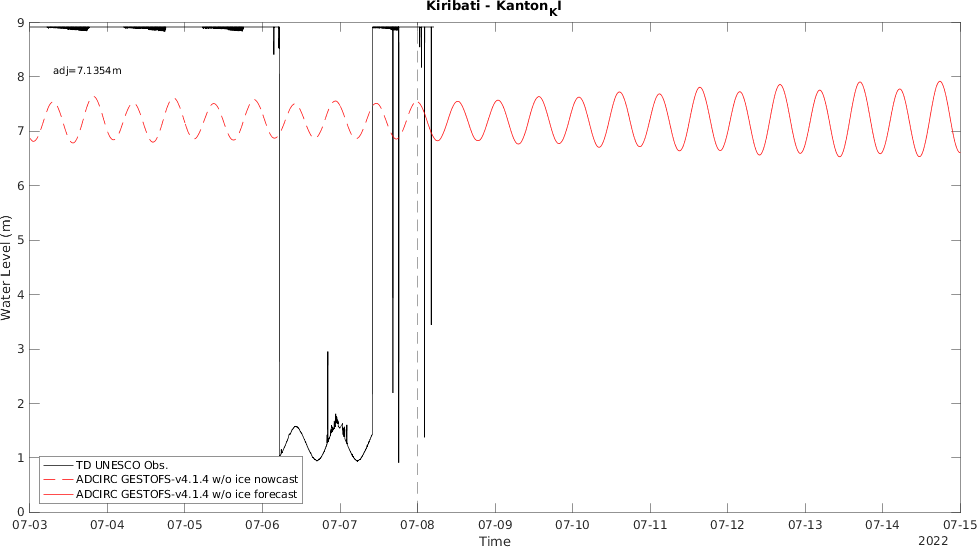 Kiribati - Kanton_KI
9
8
7
6
5
4
3
2
1
0
Water Level (m)
adj=7.1354m
TD UNESCO Obs.
ADCIRC GESTOFS-v4.1.4 w/o ice nowcast
ADCIRC GESTOFS-v4.1.4 w/o ice forecast
07-03 07-04 07-05 07-06 07-07 07-08 07-09 07-10 07-11 07-12 07-13 07-14 07-15
Time
2022